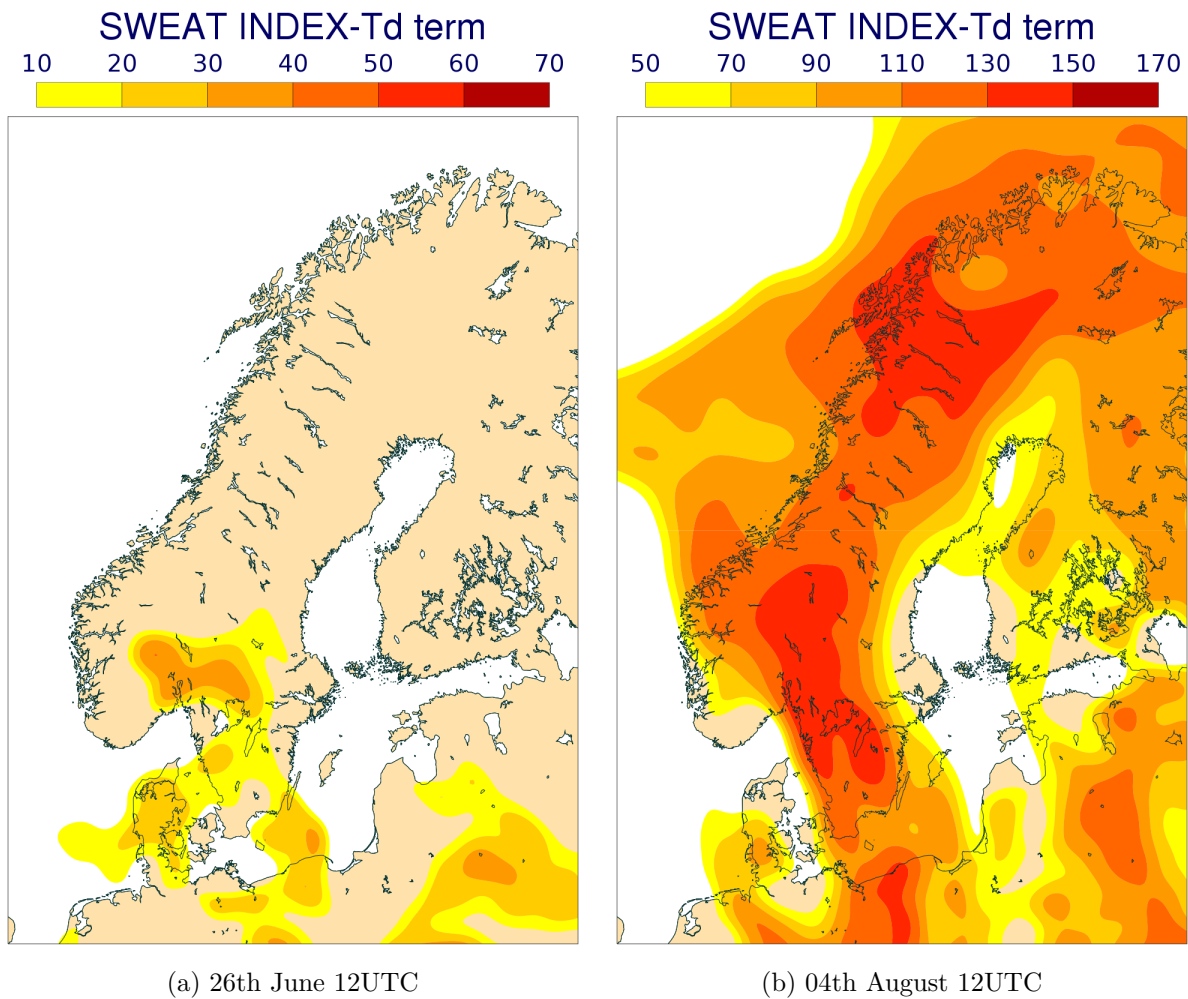 SWEAT INDEX-Td term
10 20 30 40 50 60 70
SWEAT INDEX-Td term
50 70 90 110 130 150 170
(a) 26th June 12UTC
(b) 04th August 12UTC